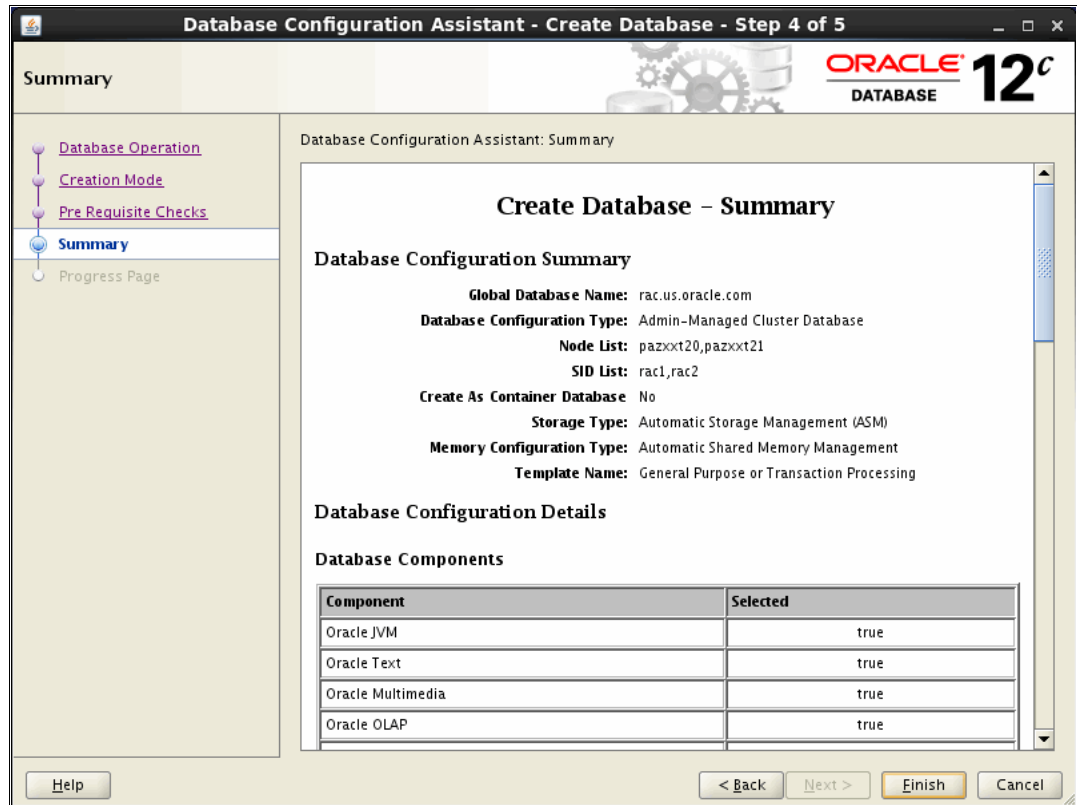 Database Configuration Assistant - Create Database - Step 4 of 5
Summary
ORACLE DATABASE 12c
Database Operation
Creation Mode
Pre Requisite Checks
Summary
Progress Page
Database Configuration Assistant: Summary
Create Database - Summary
Database Configuration Summary
Global Database Name: rac.us.oracle.com
Database Configuration Type: Admin-Managed Cluster Database
Node List: pazxxt20,pazxxt21
SID List: rac1,rac2
Create As Container Database No
Storage Type: Automatic Storage Management (ASM)
Memory Configuration Type: Automatic Shared Memory Management
Template Name: General Purpose or Transaction Processing
Database Configuration Details
Database Components
Component Selected
Oracle JVM true
Oracle Text true
Oracle Multimedia true
Oracle OLAP true
Help < Back Next > Finish Cancel